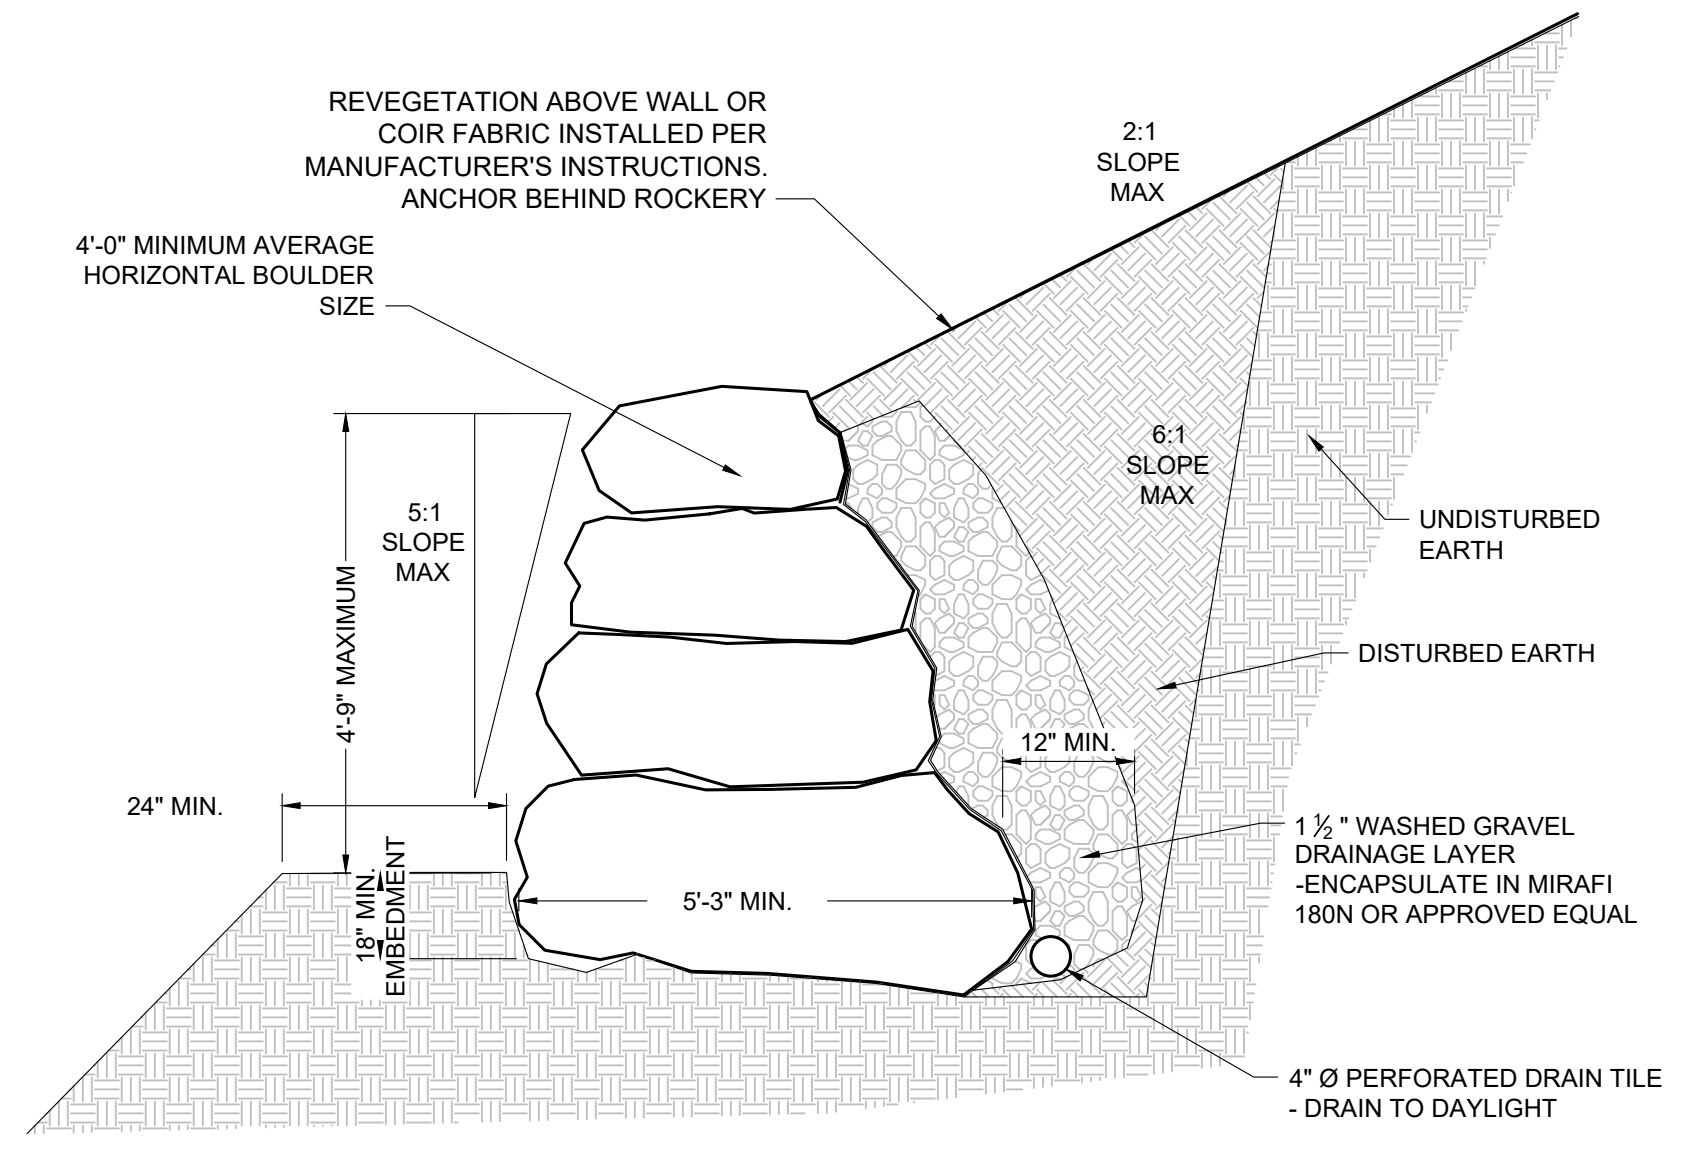 REVEGETATION ABOVE WALL OR
COIR FABRIC INSTALLED PER
MANUFACTURER'S INSTRUCTIONS.
ANCHOR BEHIND ROCKERY
2:1
SLOPE
MAX
4'-0" MINIMUM AVERAGE
HORIZONTAL BOULDER
SIZE
6:1
SLOPE
MAX
5:1
SLOPE
MAX
UNDISTURBED
EARTH
4'-9" MAXIMUM
DISTURBED EARTH
12" MIN.
24" MIN.
1 ½ " WASHED GRAVEL
DRAINAGE LAYER
-ENCAPSULATE IN MIRAFI
180N OR APPROVED EQUAL
18" MIN.
EMBEDMENT
5'-3" MIN.
4" Ø PERFORATED DRAIN TILE
- DRAIN TO DAYLIGHT